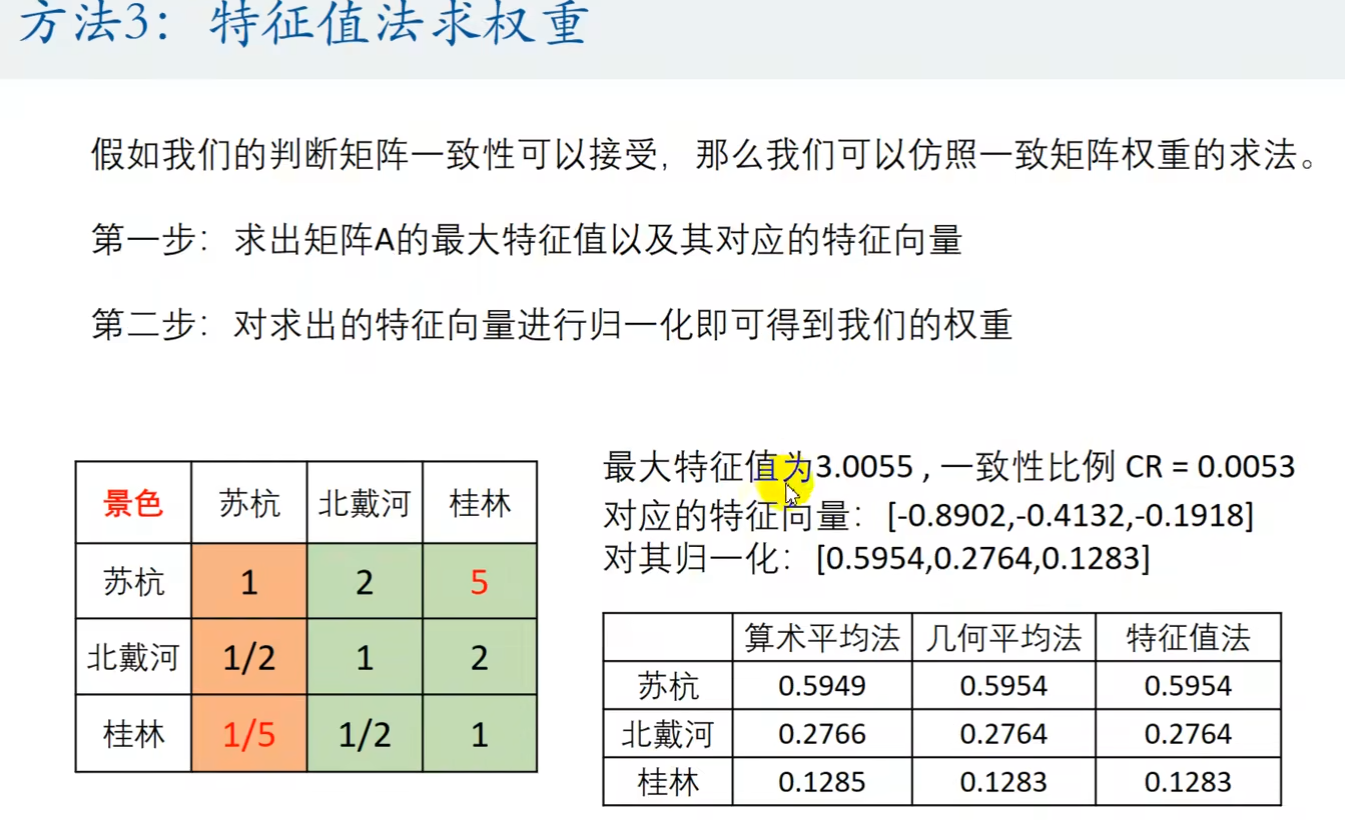 方法3：特征值法求权重
假如我们的判断矩阵一致性可以接受，那么我们可以仿照一致矩阵权重的求法。
第一步：求出矩阵A的最大特征值以及其对应的特征向量
第二步：对求出的特征向量进行归一化即可得到我们的权重
景色 苏杭 北戴河 桂林
苏杭 1 2 5
北戴河 1/2 1 2
桂林 1/5 1/2 1
最大特征值为3.0055 , 一致性比例 CR = 0.0053
对应的特征向量：[-0.8902,-0.4132,-0.1918]
对其归一化：[0.5954,0.2764,0.1283]
算术平均法 几何平均法 特征值法
苏杭 0.5949 0.5954 0.5954
北戴河 0.2766 0.2764 0.2764
桂林 0.1285 0.1283 0.1283